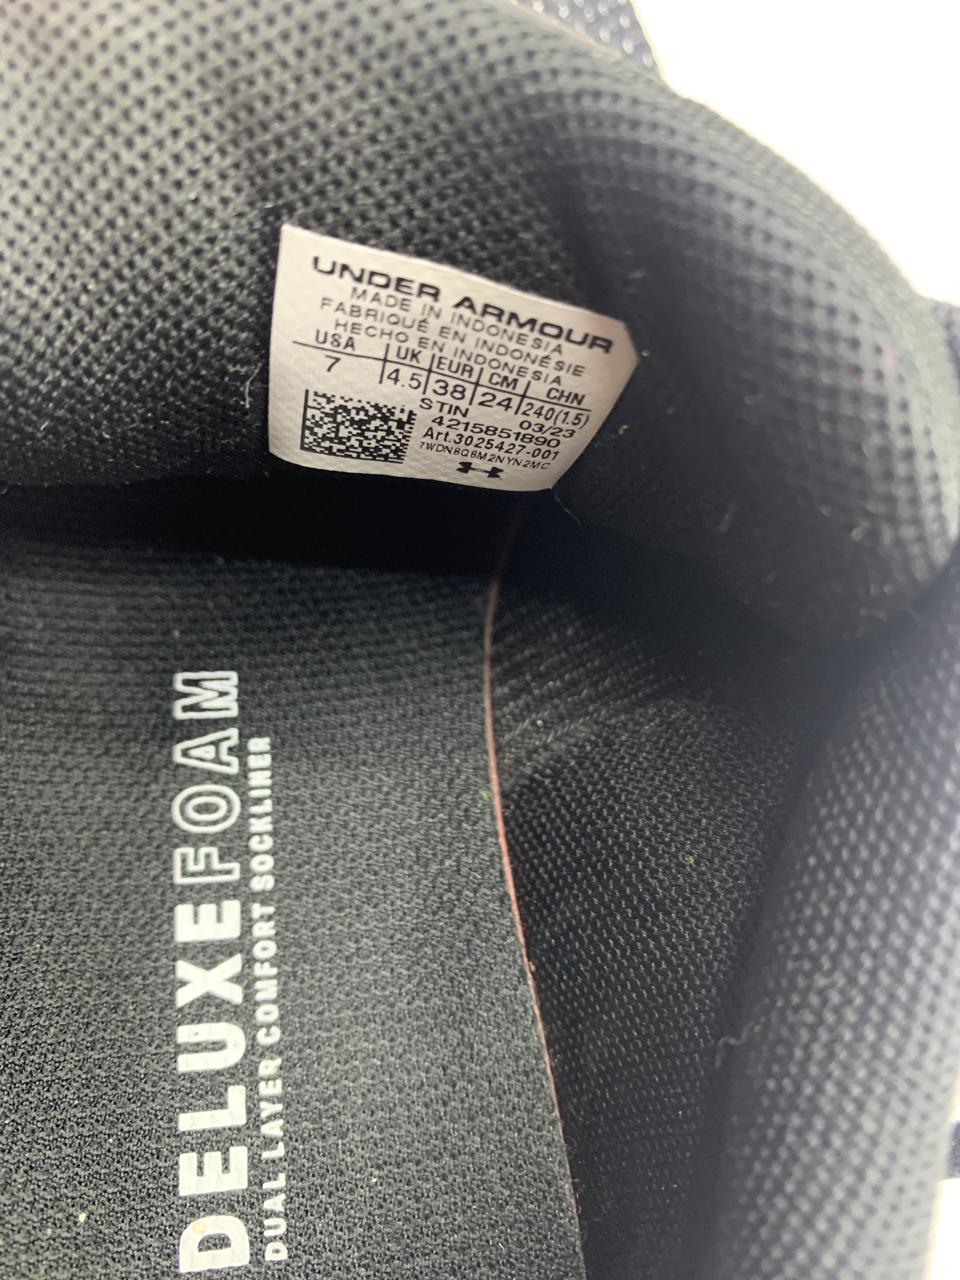 UNDER ARMOUR
MADE IN INDONESIA
FABRIQUÉ EN INDONÉSIE
HECHO EN INDONESIA
USA UK EUR CM CHN
7 4.5 38 24 240(1.5)
STIN 03/23
4215851890
Art.3025427-001
7WDN8Q6M2NYN2MC
DELUXEFOAM
DUAL LAYER COMFORT SOCKLINER